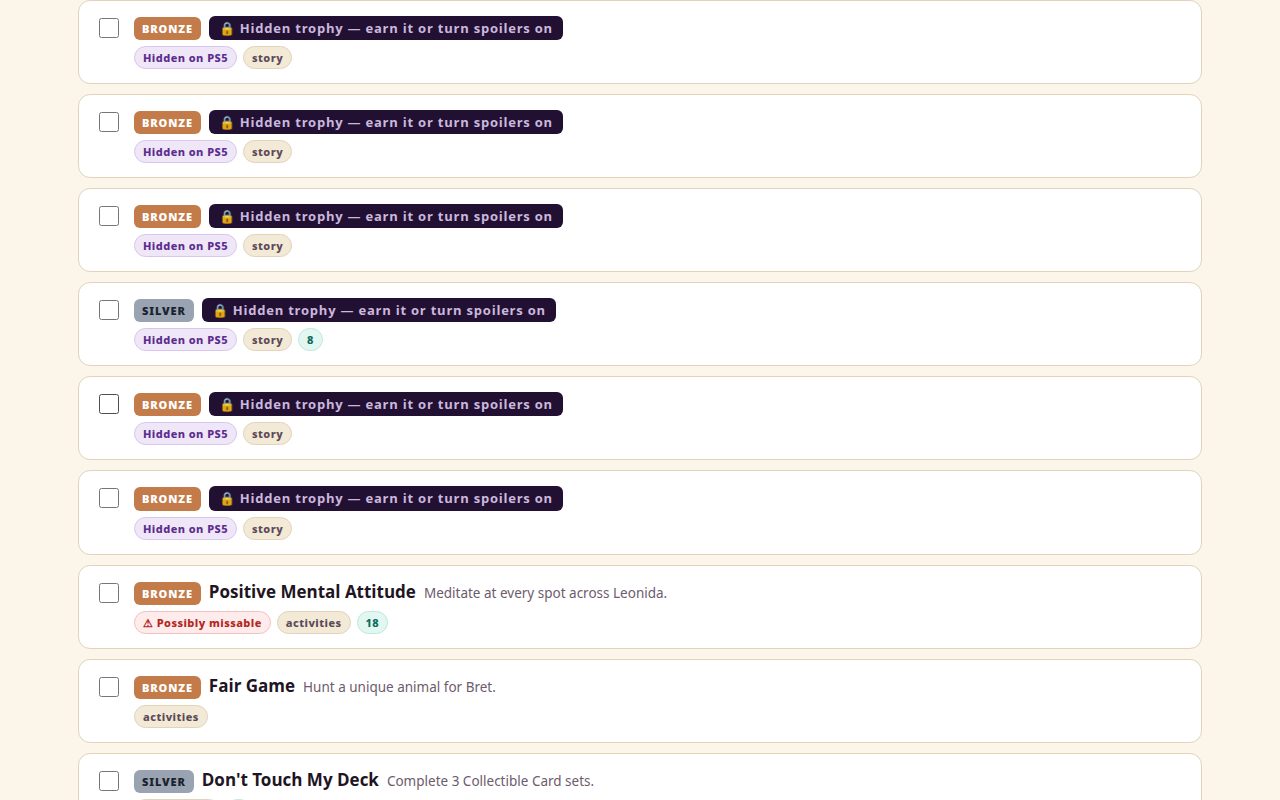 BRONZE 🔒 Hidden trophy — earn it or turn spoilers on
Hidden on PS5 story
BRONZE 🔒 Hidden trophy — earn it or turn spoilers on
Hidden on PS5 story
BRONZE 🔒 Hidden trophy — earn it or turn spoilers on
Hidden on PS5 story
SILVER 🔒 Hidden trophy — earn it or turn spoilers on
Hidden on PS5 story 8
BRONZE 🔒 Hidden trophy — earn it or turn spoilers on
Hidden on PS5 story
BRONZE 🔒 Hidden trophy — earn it or turn spoilers on
Hidden on PS5 story
BRONZE Positive Mental Attitude Meditate at every spot across Leonida.
⚠ Possibly missable activities 18
BRONZE Fair Game Hunt a unique animal for Bret.
activities
SILVER Don't Touch My Deck Complete 3 Collectible Card sets.